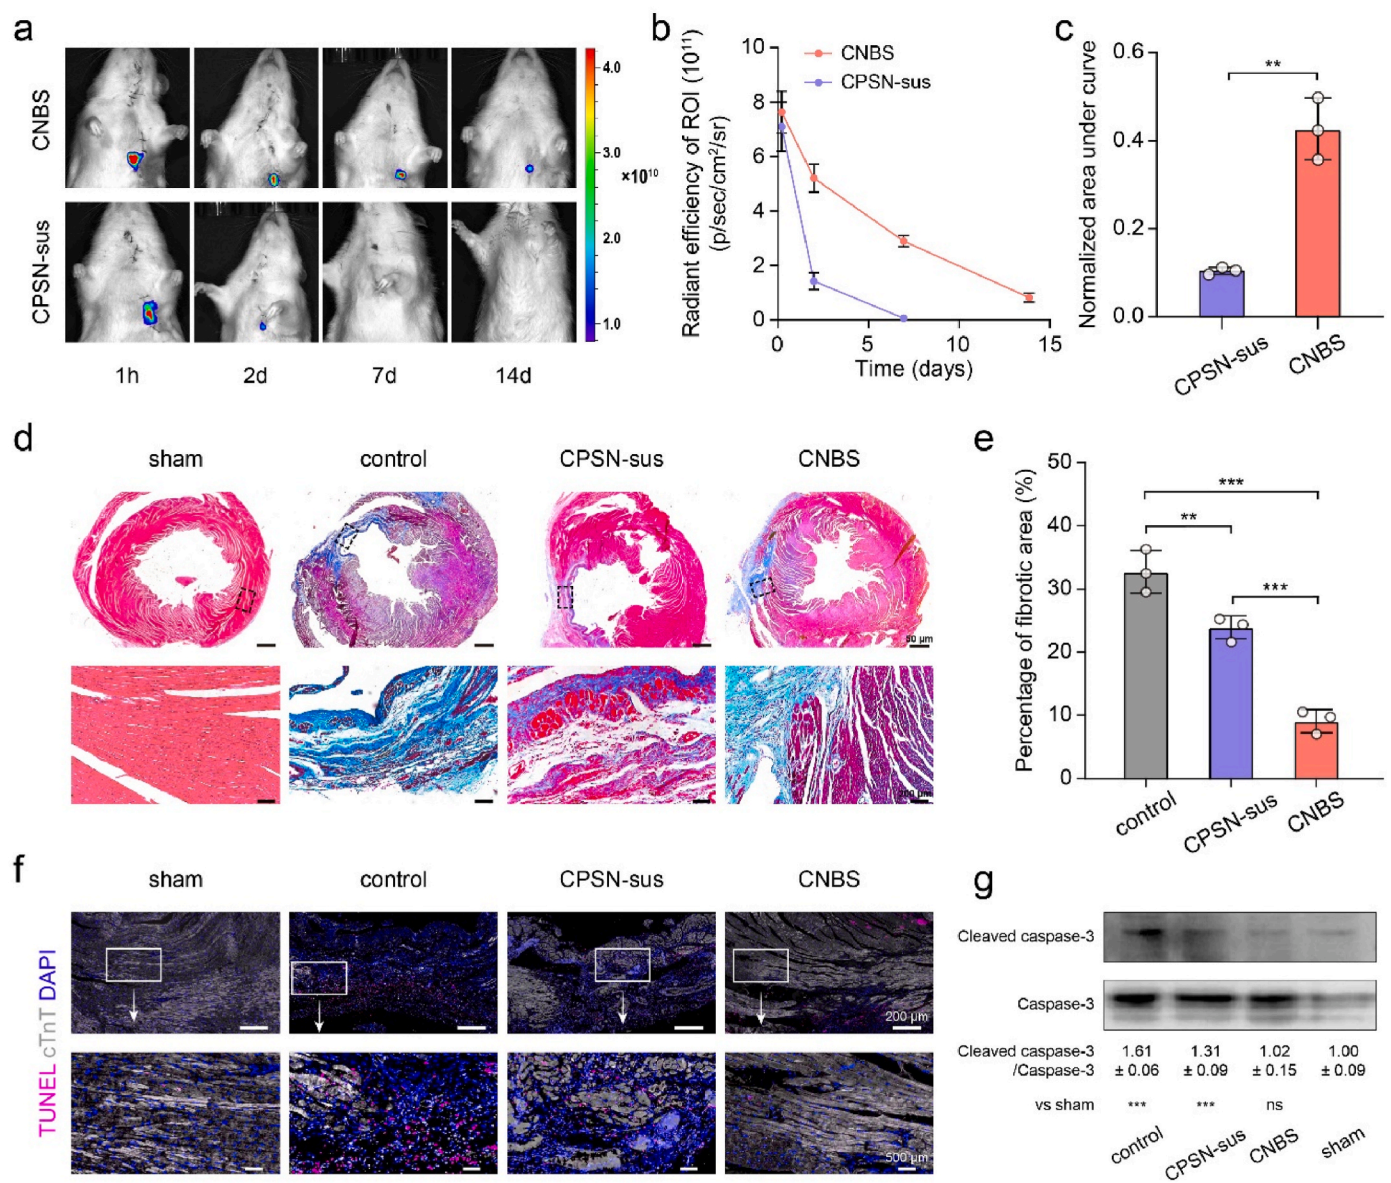 a
CNBS
CPSN-sus
1h
2d
7d
14d
4.0
3.0
×10¹⁰
2.0
1.0
b
Radiant efficiency of ROI (10¹¹)
(p/sec/cm²/sr)
10
8
6
4
2
0
0
5
10
15
Time (days)
CNBS
CPSN-sus
c
Normalized area under curve
0.6
0.4
0.2
0.0
**
CPSN-sus
CNBS
d
sham
control
CPSN-sus
CNBS
50 µm
e
Percentage of fibrotic area (%)
50
40
30
20
10
0
***
**
***
control
CPSN-sus
CNBS
f
sham
control
CPSN-sus
CNBS
TUNEL cTnT DAPI
200 µm
500 µm
g
Cleaved caspase-3
Caspase-3
Cleaved caspase-3 1.61 1.31 1.02 1.00
/Caspase-3 ± 0.06 ± 0.09 ± 0.15 ± 0.09
vs sham *** *** ns
control
CPSN-sus
CNBS
sham